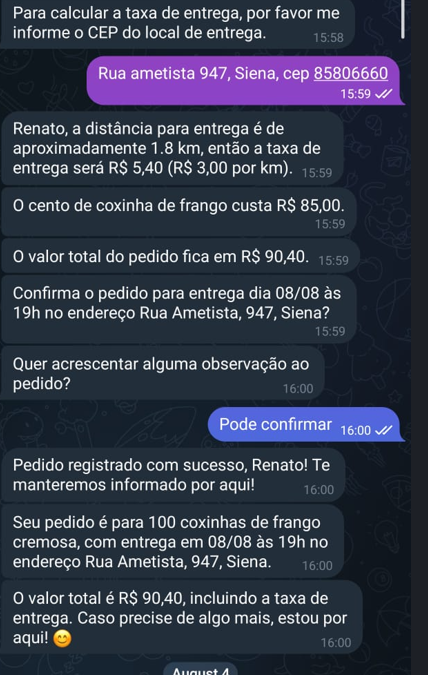 Para calcular a taxa de entrega, por favor me
informe o CEP do local de entrega.
15:58
Rua ametista 947, Siena, cep 85806660
15:59
Renato, a distância para entrega é de
aproximadamente 1.8 km, então a taxa de
entrega será R$ 5,40 (R$ 3,00 por km). 15:59
O cento de coxinha de frango custa R$ 85,00.
15:59
O valor total do pedido fica em R$ 90,40. 15:59
Confirma o pedido para entrega dia 08/08 às
19h no endereço Rua Ametista, 947, Siena?
15:59
Quer acrescentar alguma observação ao
pedido? 16:00
Pode confirmar 16:00
Pedido registrado com sucesso, Renato! Te
manteremos informado por aqui! 16:00
Seu pedido é para 100 coxinhas de frango
cremosa, com entrega em 08/08 às 19h no
endereço Rua Ametista, 947, Siena. 16:00
O valor total é R$ 90,40, incluindo a taxa de
entrega. Caso precise de algo mais, estou por
aqui! 😊 16:00
August 4